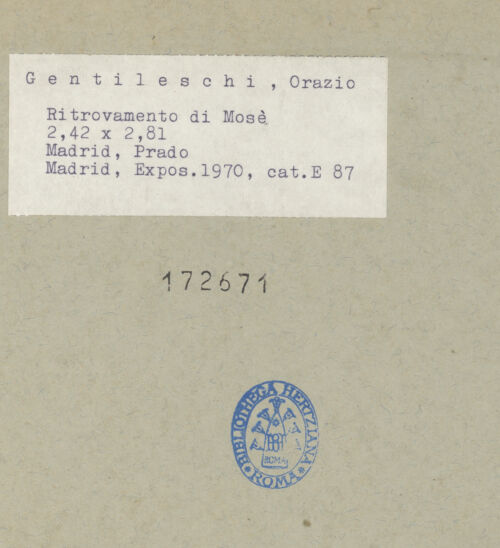 Gentileschi, Orazio
Ritrovamento di Mosè
2,42 x 2,81
Madrid, Prado
Madrid, Expos.1970, cat.E 87
172671
BIBLIOTHECA HERTZIANA
ROMA